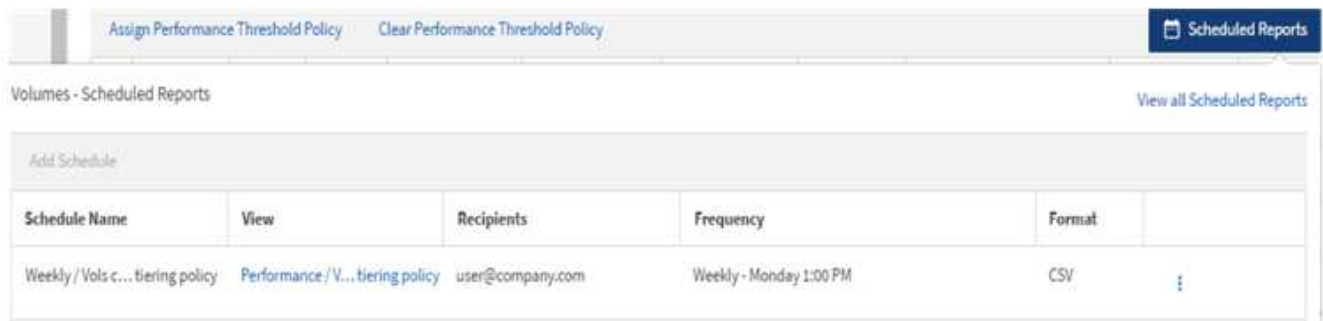 Assign Performance Threshold Policy Clear Performance Threshold Policy Scheduled Reports
Volumes - Scheduled Reports View all Scheduled Reports
Add Schedule
Schedule Name View Recipients Frequency Format
Weekly / Vols c... tiering policy Performance / V... tiering policy user@company.com Weekly - Monday 1:00 PM CSV